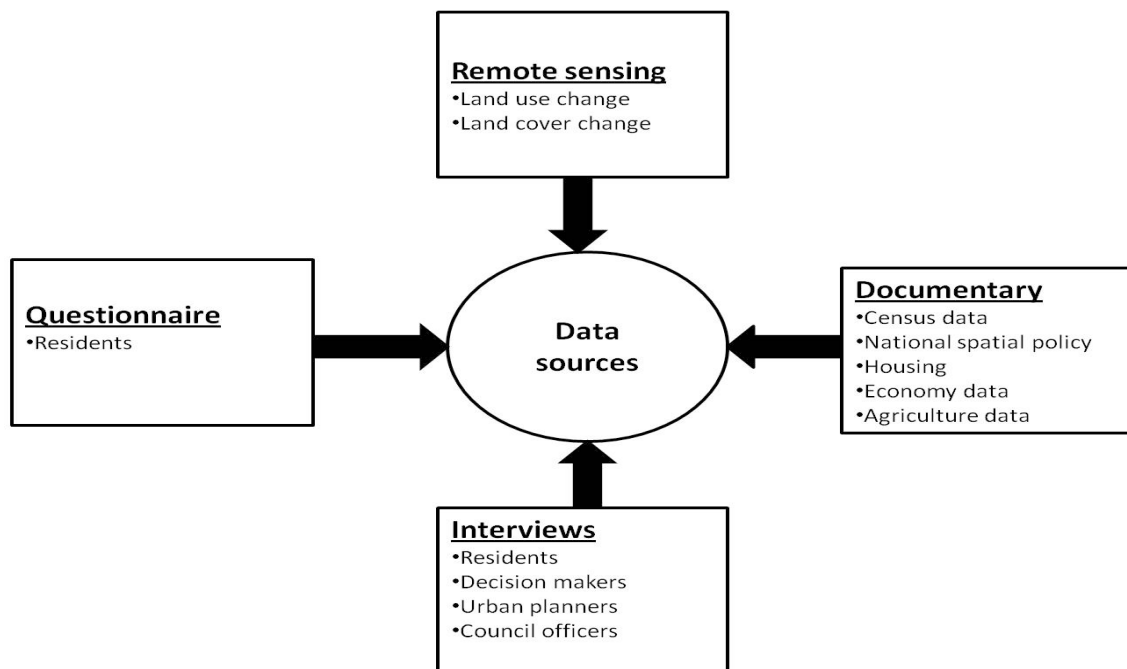 Remote sensing
•Land use change
•Land cover change
Questionnaire
•Residents
Data
sources
Documentary
•Census data
•National spatial policy
•Housing
•Economy data
•Agriculture data
Interviews
•Residents
•Decision makers
•Urban planners
•Council officers